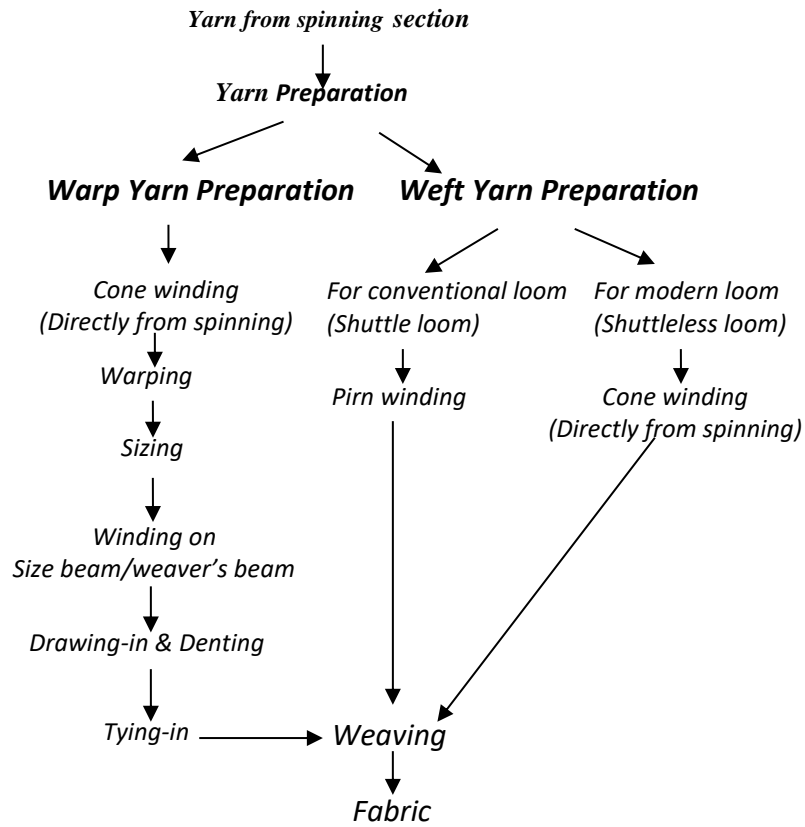 Yarn from spinning section
Yarn Preparation
Warp Yarn Preparation
Weft Yarn Preparation
Cone winding
(Directly from spinning)
For conventional loom
(Shuttle loom)
For modern loom
(Shuttleless loom)
Warping
Pirn winding
Cone winding
(Directly from spinning)
Sizing
Winding on
Size beam/weaver's beam
Drawing-in & Denting
Tying-in
Weaving
Fabric